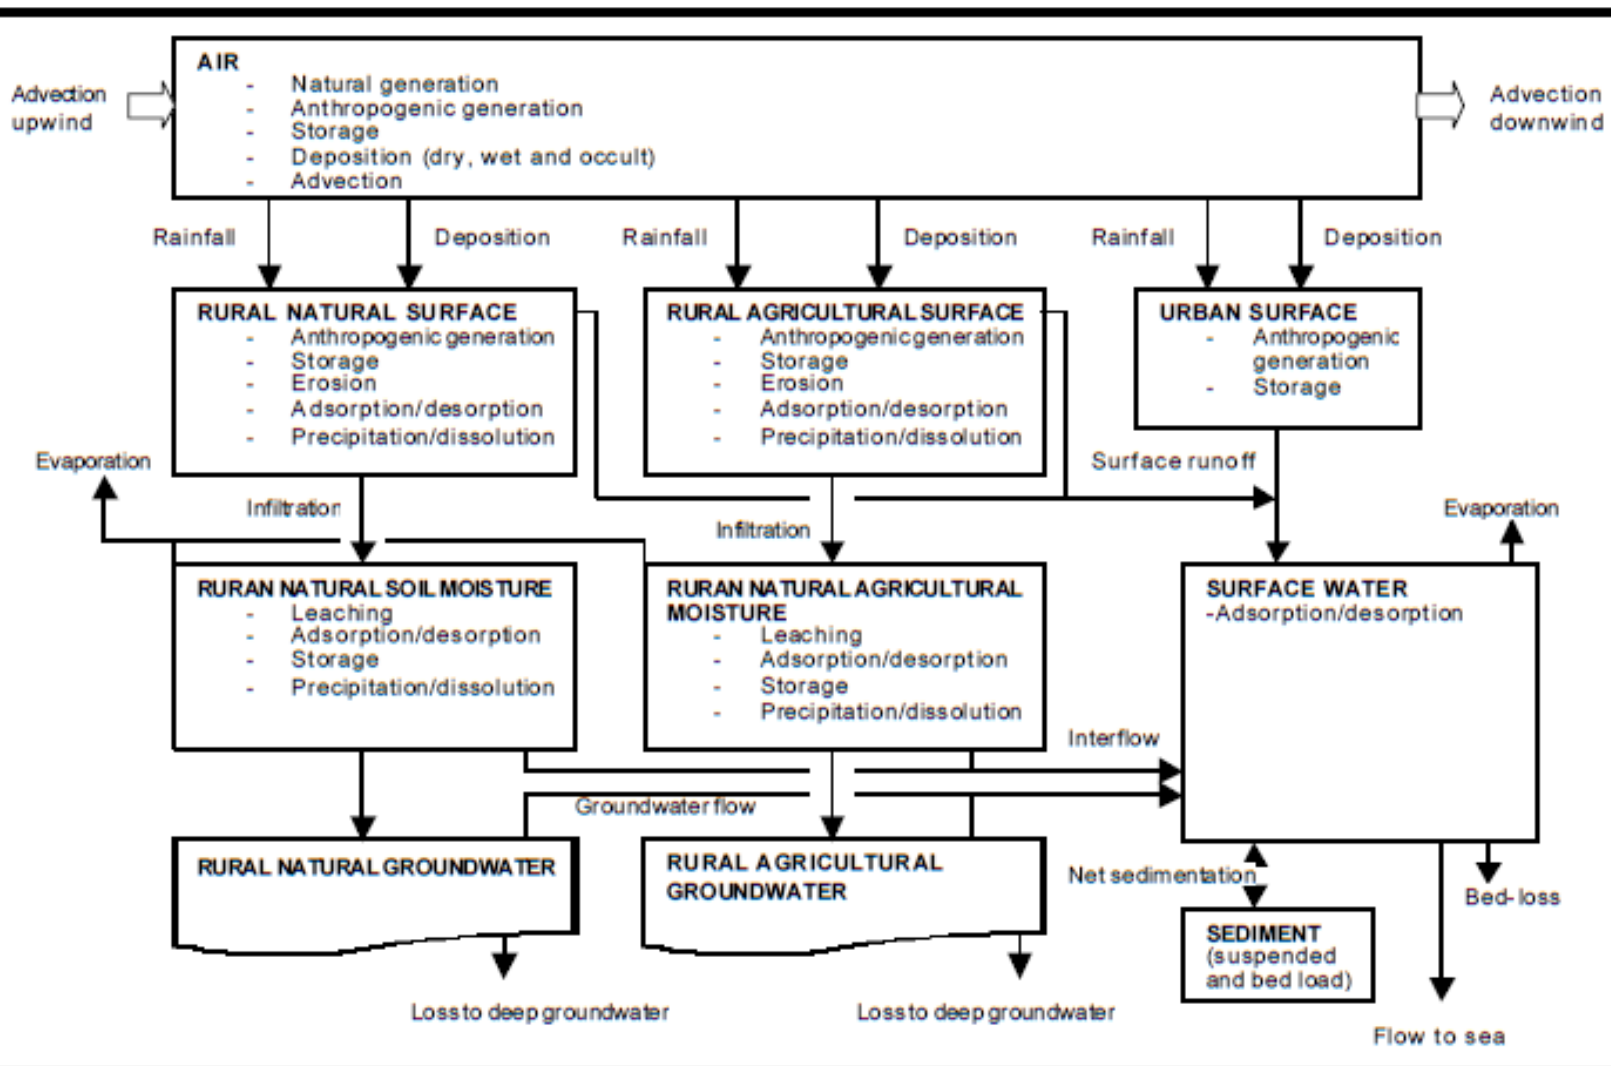 AIR
- Natural generation
- Anthropogenic generation
- Storage
- Deposition (dry, wet and occult)
- Advection
Advection
upwind
Advection
downwind
Rainfall
Deposition
Rainfall
Deposition
Rainfall
Deposition
RURAL NATURAL SURFACE
- Anthropogenic generation
- Storage
- Erosion
- Adsorption/desorption
- Precipitation/dissolution
RURAL AGRICULTURAL SURFACE
- Anthropogenic generation
- Storage
- Erosion
- Adsorption/desorption
- Precipitation/dissolution
URBAN SURFACE
- Anthropogenic
generation
- Storage
Evaporation
Infiltration
Infiltration
Surface runoff
Evaporation
RURAN NATURAL SOIL MOISTURE
- Leaching
- Adsorption/desorption
- Storage
- Precipitation/dissolution
RURAN NATURAL AGRICULTURAL
MOISTURE
- Leaching
- Adsorption/desorption
- Storage
- Precipitation/dissolution
SURFACE WATER
-Adsorption/desorption
Interflow
Groundwater flow
RURAL NATURAL GROUNDWATER
RURAL AGRICULTURAL
GROUNDWATER
Net sedimentation
Bed-loss
SEDIMENT
(suspended
and bed load)
Loss to deep groundwater
Loss to deep groundwater
Flow to sea